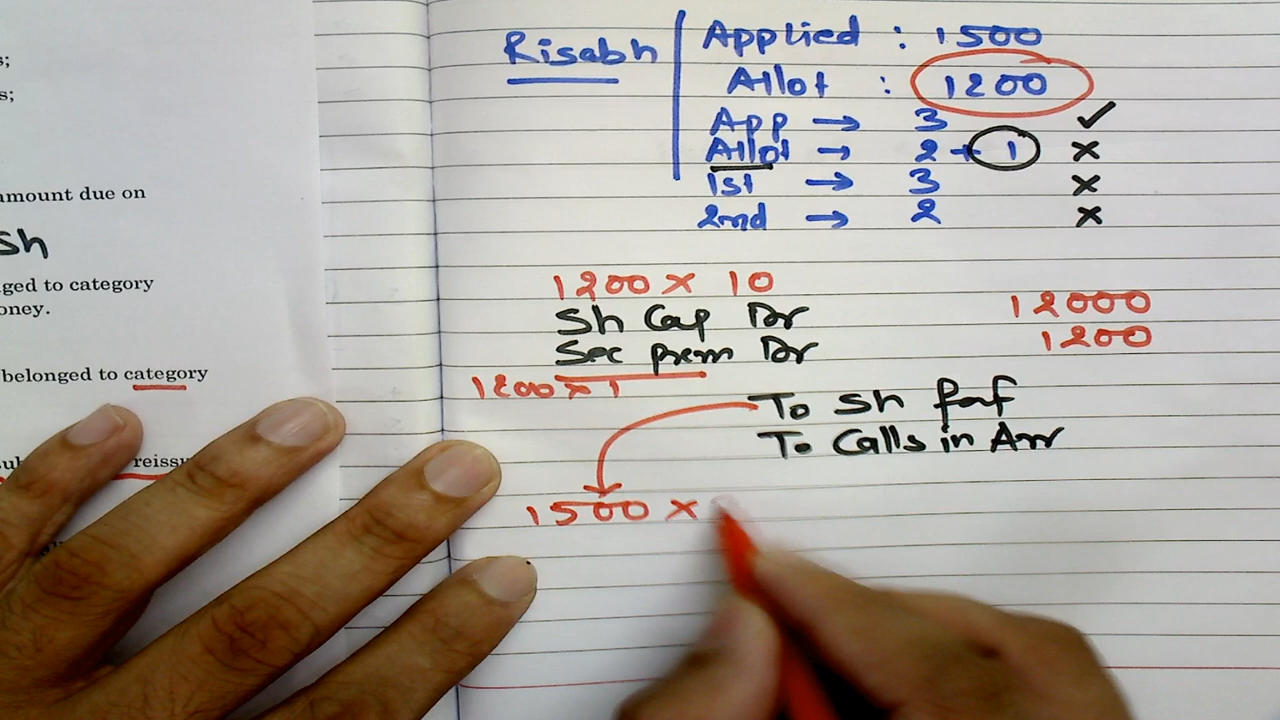 s;
s;
amount due on
sh
ged to category
oney.
belonged to category
reissu
Risabh
Applied : 1500
Allot : 1200
App → 3 ✓
Allot → 2 + 1 ×
1st → 3 ×
2nd → 2 ×
1200 × 10
Sh Cap Dr 12000
Sec prem Dr 1200
1200 × 1
To Sh forf
To Calls in Arr
1500 ×